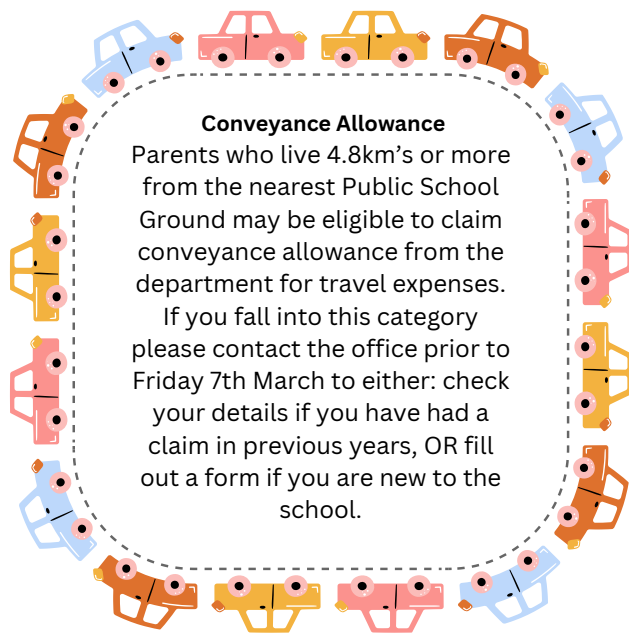 Conveyance Allowance
Parents who live 4.8km’s or more
from the nearest Public School
Ground may be eligible to claim
conveyance allowance from the
department for travel expenses.
If you fall into this category
please contact the office prior to
Friday 7th March to either: check
your details if you have had a
claim in previous years, OR fill
out a form if you are new to the
school.